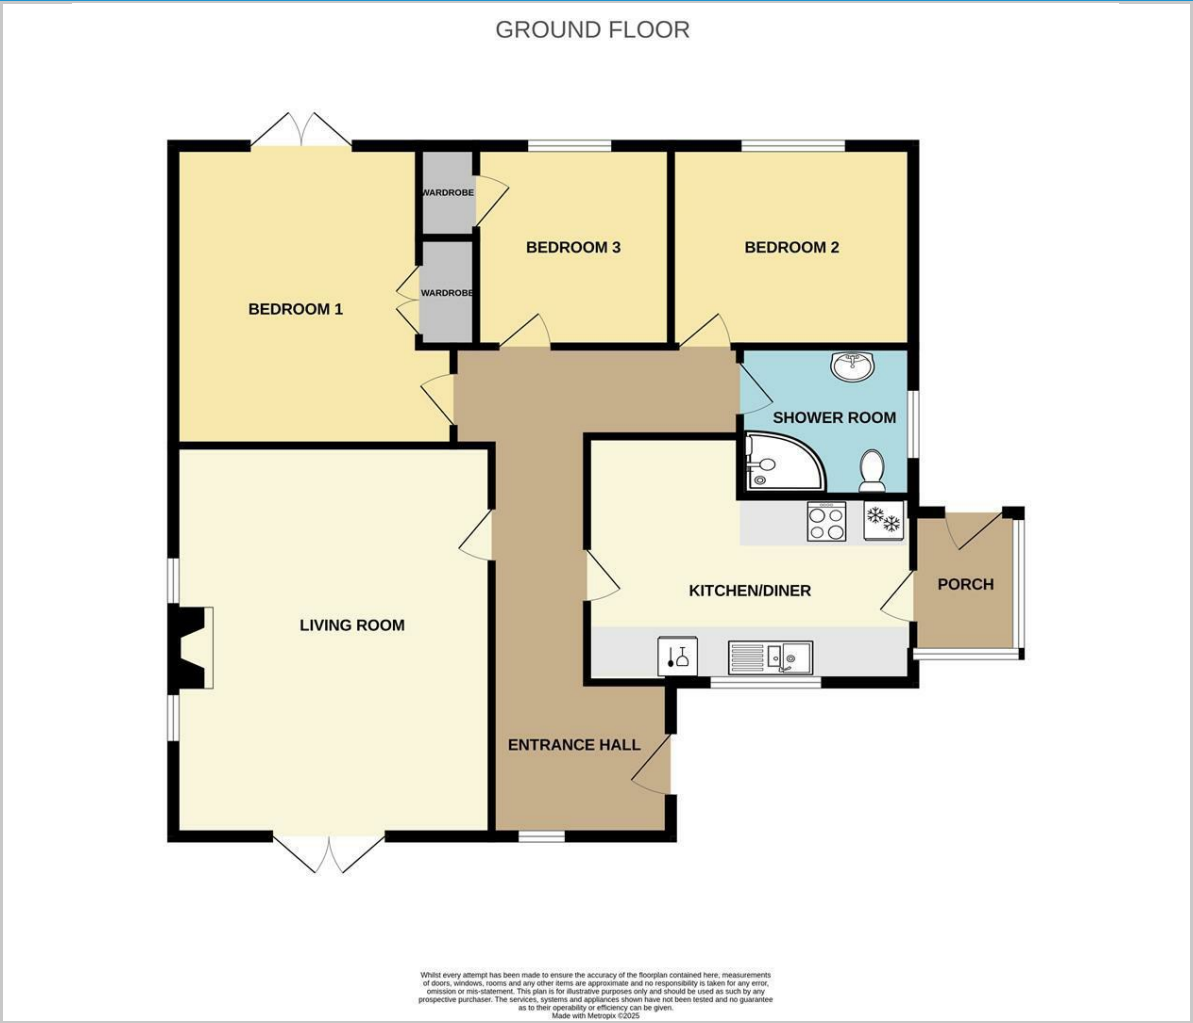 GROUND FLOOR
WARDROBE
BEDROOM 3
BEDROOM 2
WARDROBE
BEDROOM 1
SHOWER ROOM
KITCHEN/DINER
PORCH
LIVING ROOM
ENTRANCE HALL
Whilst every attempt has been made to ensure the accuracy of the floorplan contained here, measurements
of doors, windows, rooms and any other items are approximate and no responsibility is taken for any error,
omission or mis-statement. This plan is for illustrative purposes only and should be used as such by any
prospective purchaser. The services, systems and appliances shown have not been tested and no guarantee
as to their operability or efficiency can be given.
Made with Metropix ©2025